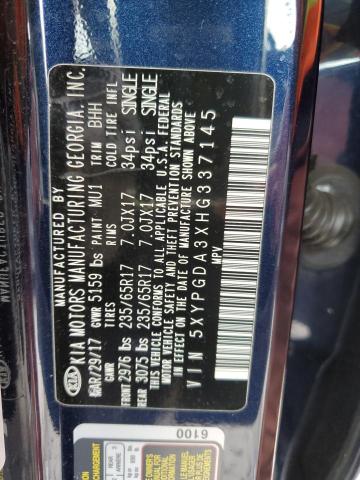 MANUFACTURED BY
KIA KIA MOTORS MANUFACTURING GEORGIA, INC.
MAR/29/17 GVWR 5159 lbs PAINT: MU1 TRIM BHH
GAWR TIRES RIMS COLD TIRE INFL
FRONT 2976 lbs 235/65R17 7.0JX17 34psi SINGLE
REAR 3075 lbs 235/65R17 7.0JX17 34psi SINGLE
THIS VEHICLE CONFORMS TO ALL APPLICABLE U.S.A. FEDERAL
MOTOR VEHICLE SAFETY AND THEFT PREVENTION STANDARDS
IN EFFECT ON THE DATE OF MANUFACTURE SHOWN ABOVE
VIN: 5XYPGDA3XHG337145
MPV
6100